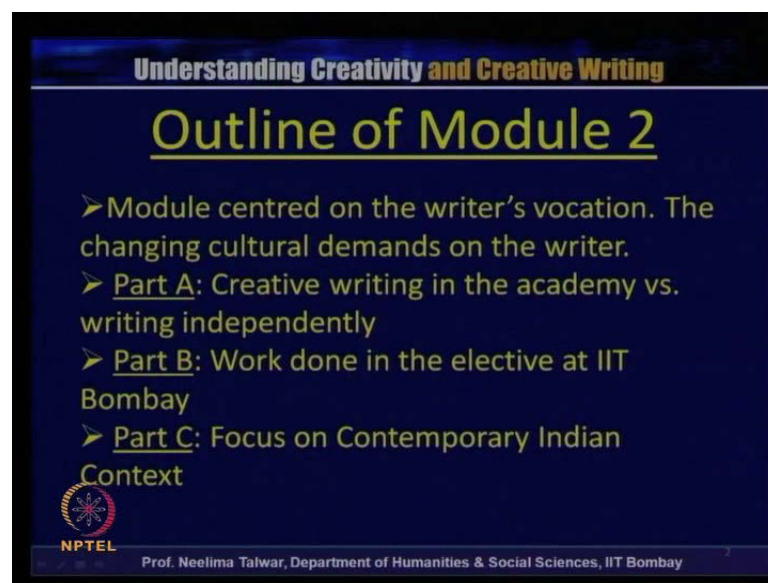 Understanding Creativity and Creative Writing
Outline of Module 2
➢Module centred on the writer's vocation. The
changing cultural demands on the writer.
➢ Part A: Creative writing in the academy vs.
writing independently
➢ Part B: Work done in the elective at IIT
Bombay
➢ Part C: Focus on Contemporary Indian
Context
NPTEL
2
Prof. Neelima Talwar, Department of Humanities & Social Sciences, IIT Bombay